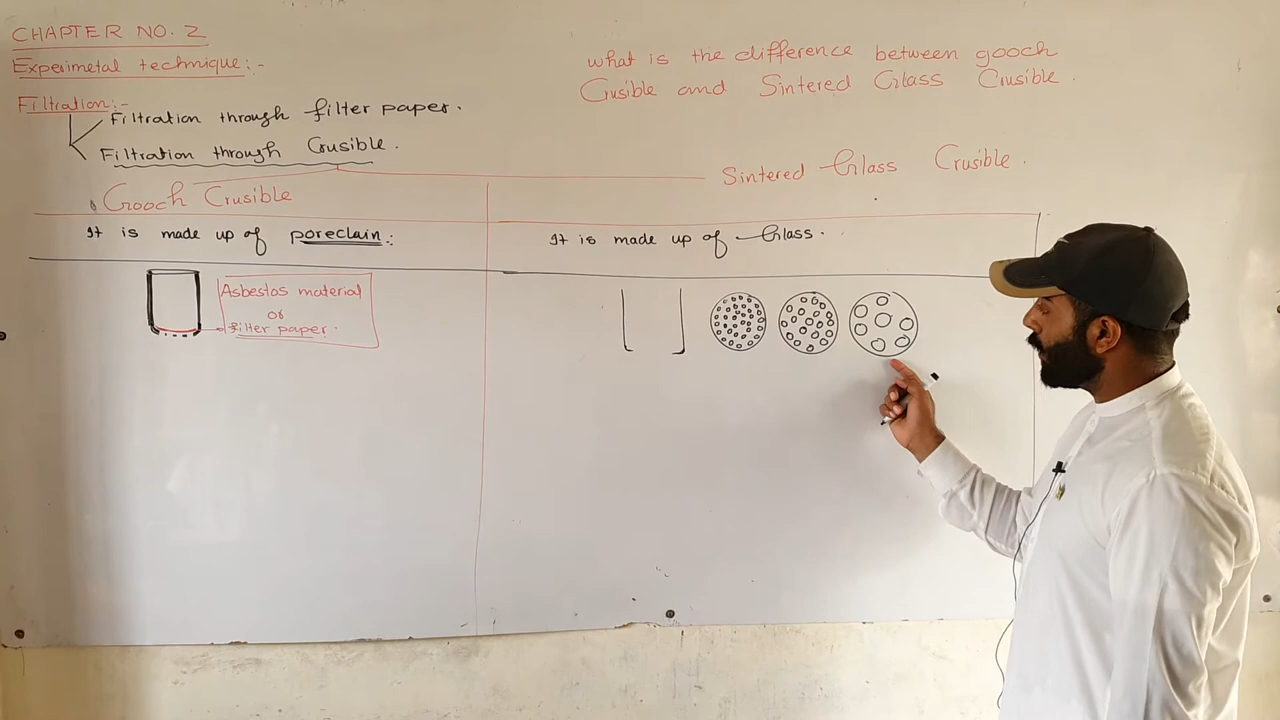 CHAPTER NO. 2
Experimetal technique:-
Filtration:-
Filtration through filter paper.
Filtration through Crusible.
what is the difference between gooch
Crusible and Sintered Glass Crusible.
Gooch Crusible
Sintered Glass Crusible.
It is made up of poreclain:
It is made up of Glass.
Asbestos material
or
filter paper.